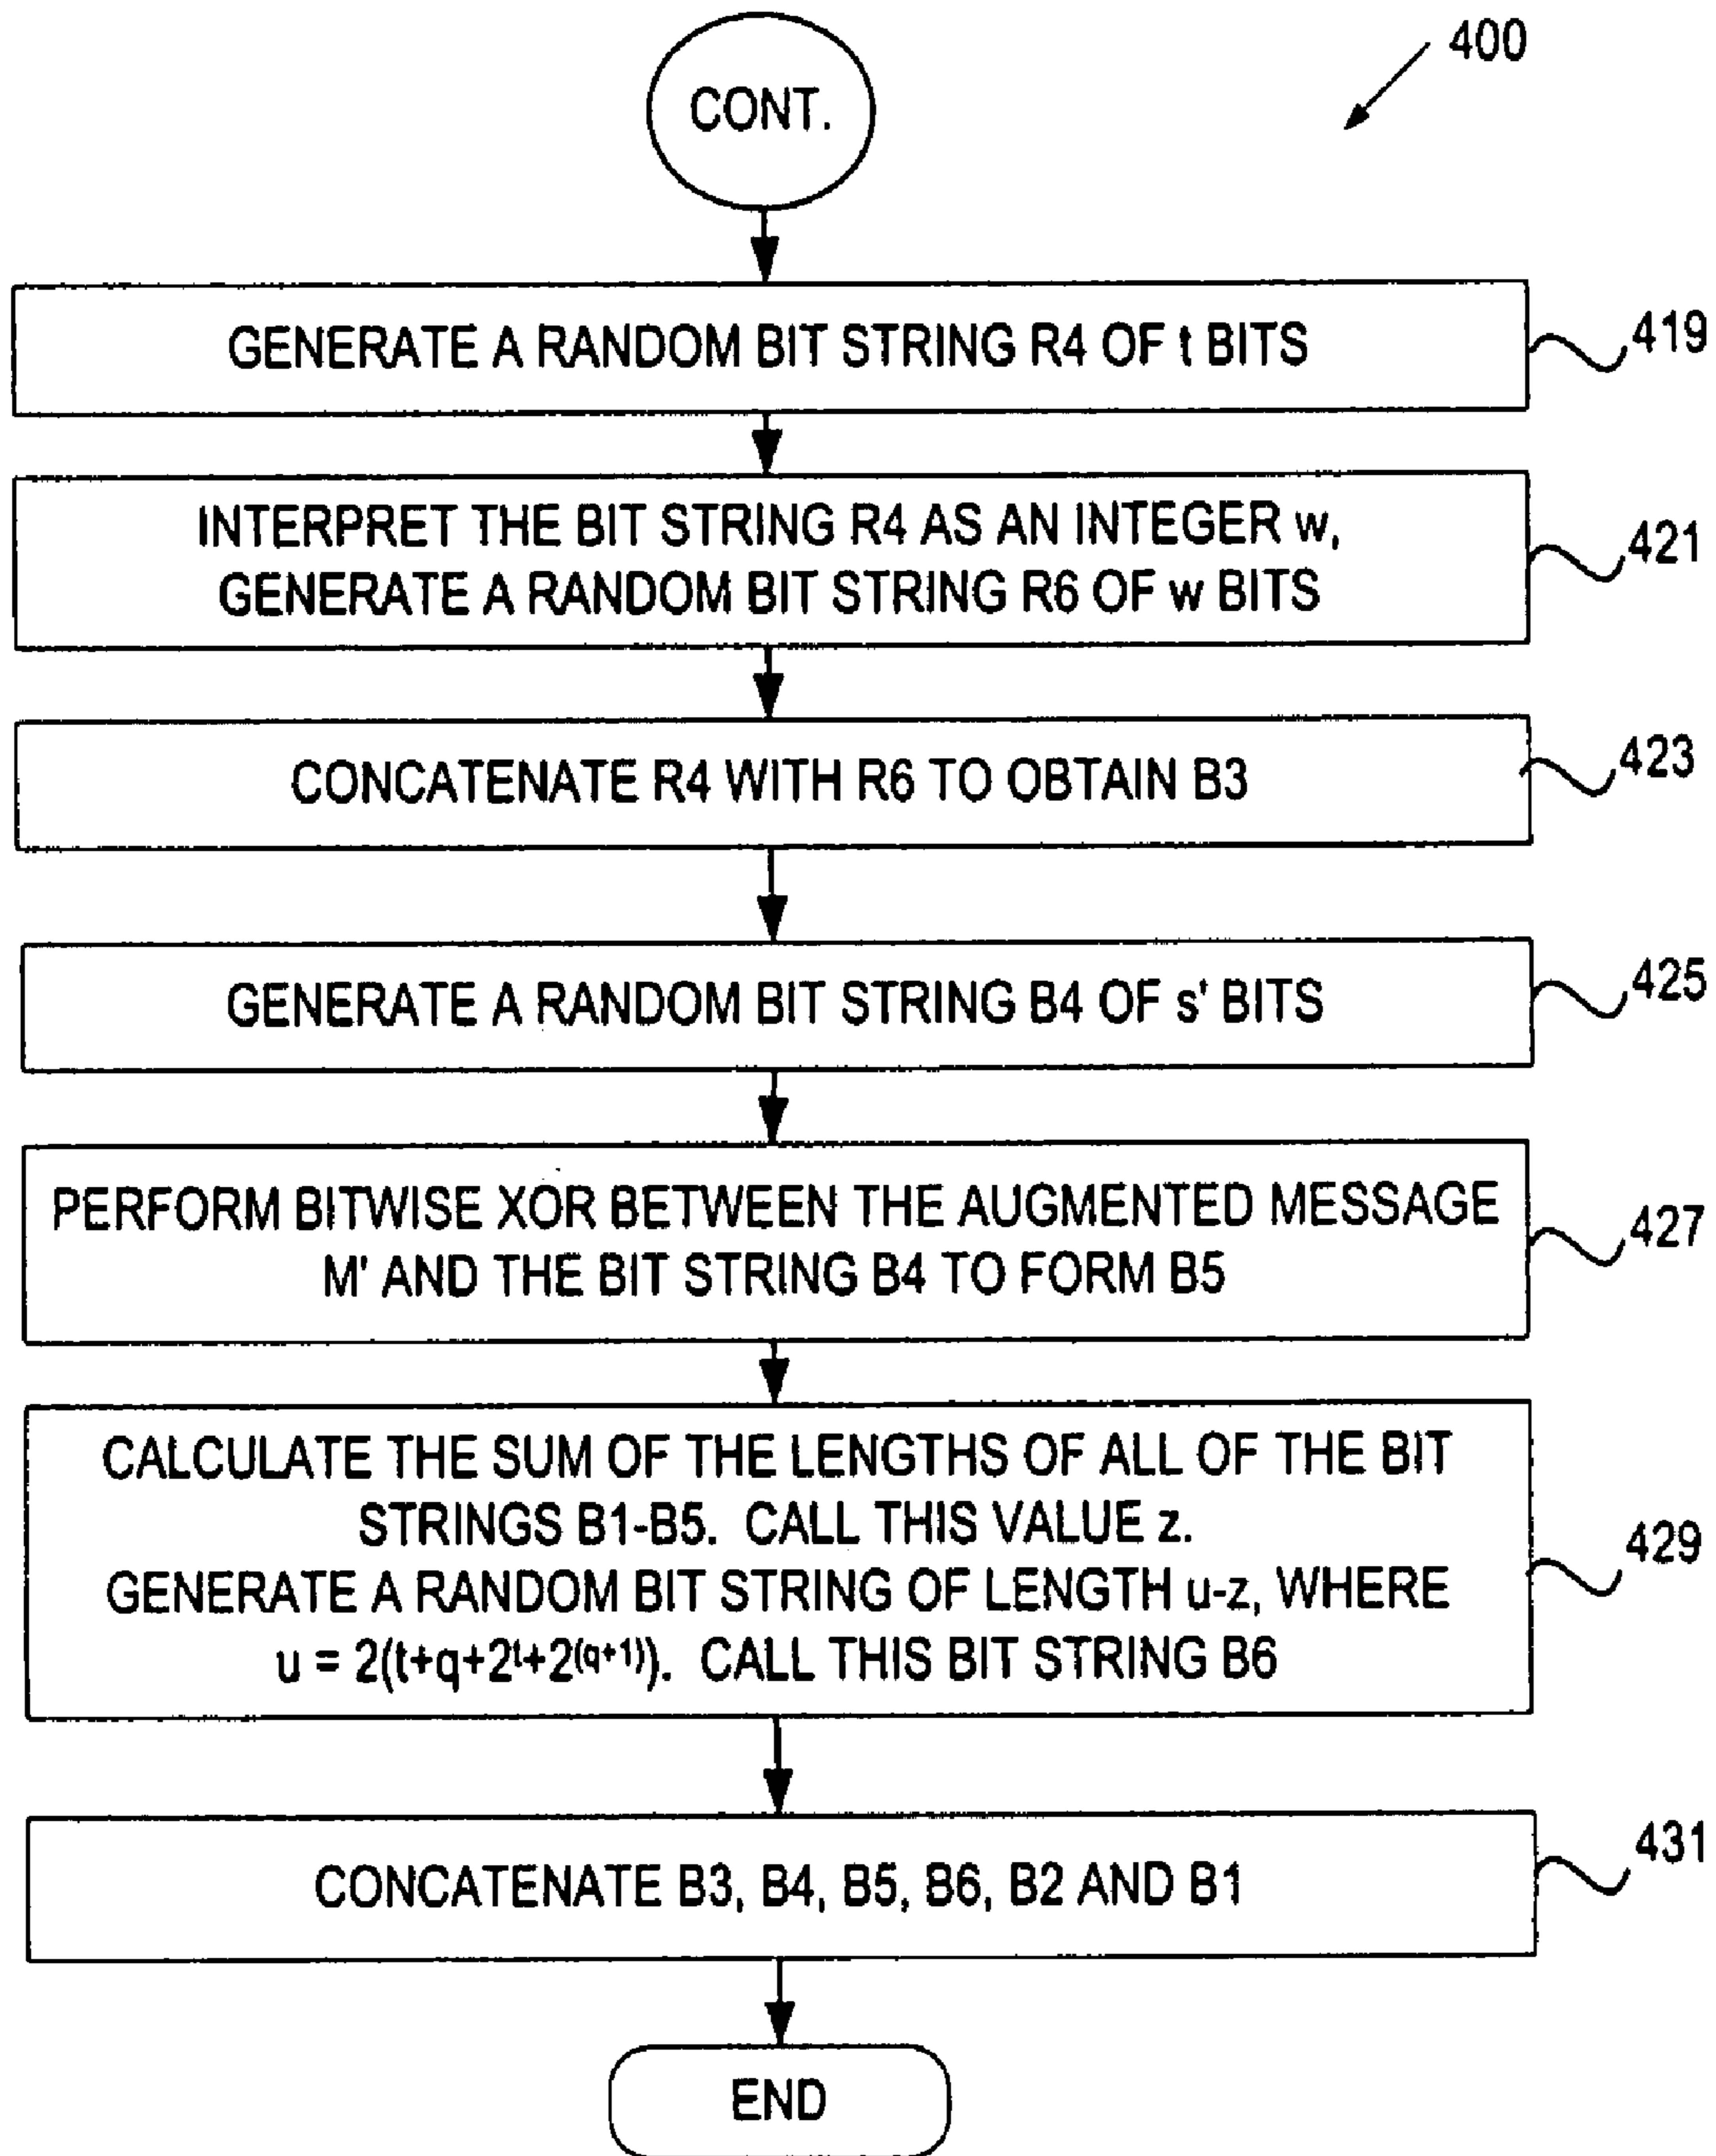 400
CONT.
GENERATE A RANDOM BIT STRING R4 OF t BITS
419
INTERPRET THE BIT STRING R4 AS AN INTEGER w,
GENERATE A RANDOM BIT STRING R6 OF w BITS
421
CONCATENATE R4 WITH R6 TO OBTAIN B3
423
GENERATE A RANDOM BIT STRING B4 OF s' BITS
425
PERFORM BITWISE XOR BETWEEN THE AUGMENTED MESSAGE
M' AND THE BIT STRING B4 TO FORM B5
427
CALCULATE THE SUM OF THE LENGTHS OF ALL OF THE BIT
STRINGS B1-B5. CALL THIS VALUE z.
GENERATE A RANDOM BIT STRING OF LENGTH u-z, WHERE
u = 2(t+q+2^t+2^(q+1)). CALL THIS BIT STRING B6
429
CONCATENATE B3, B4, B5, B6, B2 AND B1
431
END